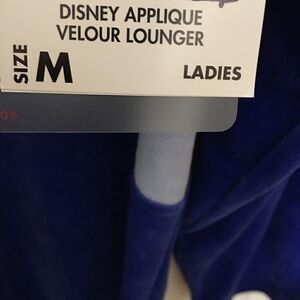 DISNEY APPLIQUE
VELOUR LOUNGER
SIZE M
LADIES